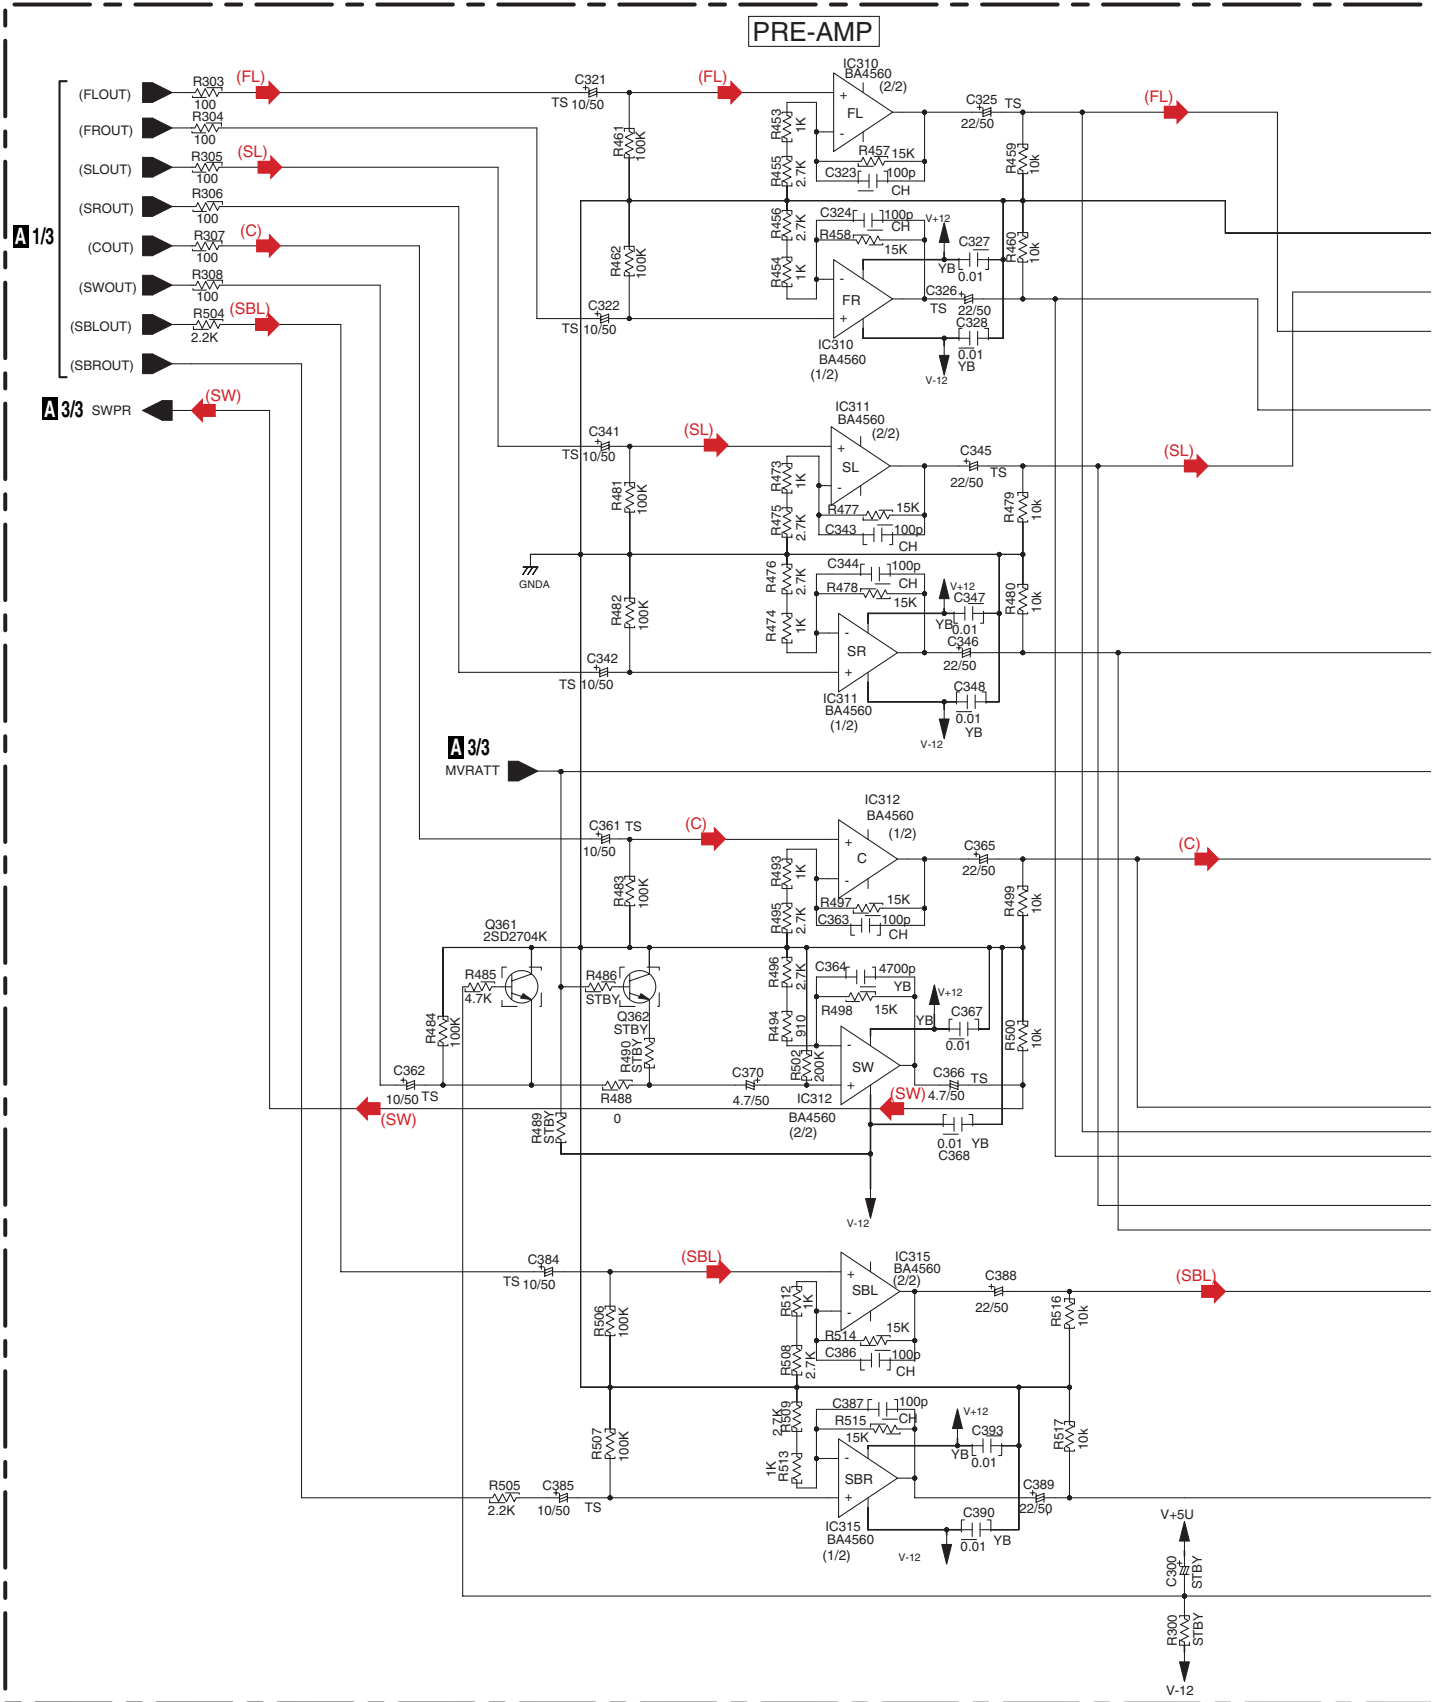 PRE-AMP
A 1/3
(FLOUT)
R303
100
(FL)
(FROUT)
R304
100
(SLOUT)
R305
100
(SL)
(SROUT)
R306
100
(COUT)
R307
100
(C)
(SWOUT)
R308
100
(SBLOUT)
R504
2.2K
(SBL)
(SBROUT)
A 3/3 SWPR
(SW)
C321
TS 10/50
(FL)
IC310
BA4560
(2/2)
+
FL
-
R453
1K
R455
2.7K
R457 15K
C323 100p
CH
C325 TS
22/50
(FL)
R461
100K
R459
10k
R456
2.7K
R454
1K
C324 100p
CH
R458
15K
V+12
C327
YB
0.01
R462
100K
R460
10k
C322
TS 10/50
-
FR
+
IC310
BA4560
(1/2)
C326
TS 22/50
C328
0.01
YB
V-12
C341
TS 10/50
(SL)
IC311
BA4560
(2/2)
+
SL
-
R473
1K
R475
2.7K
R477 15K
C343 100p
CH
C345
22/50 TS
(SL)
R481
100K
R479
10k
GNDA
R476
2.7K
R474
1K
C344 100p
CH
R478
15K
V+12
C347
YB
0.01
R482
100K
R480
10k
C342
TS 10/50
-
SR
+
IC311
BA4560
(1/2)
C346
22/50
C348
0.01
YB
V-12
A 3/3
MVRATT
C361 TS
10/50
(C)
IC312
BA4560
(1/2)
+
C
-
R493
1K
R495
2.7K
R497 15K
C363 100p
CH
C365
22/50
(C)
R483
100K
R499
10k
Q361
2SD2704K
R485
4.7K
R486
STBY
Q362
STBY
R490
STBY
R484
100K
C362
10/50 TS
R488
0
R489
STBY
C370
4.7/50
R496
2.7K
R494
910
R502
200K
C364 4700p
YB
R498 15K
V+12
C367
YB
0.01
R500
10k
-
SW
+
IC312
BA4560
(2/2)
C366 TS
4.7/50
(SW)
(SW)
0.01 YB
C368
V-12
C384
TS 10/50
(SBL)
IC315
BA4560
(2/2)
+
SBL
-
R512
1K
R508
2.7K
R514 15K
C386 100p
CH
C388
22/50
(SBL)
R506
100K
R516
10k
R509
2.7K
R513
1K
C387 100p
CH
R515
15K
V+12
C393
YB
0.01
R507
100K
R517
10k
R505
2.2K
C385
10/50 TS
-
SBR
+
IC315
BA4560
(1/2)
C389
22/50
C390
0.01 YB
V-12
V+5U
C300
STBY
R300
STBY
V-12